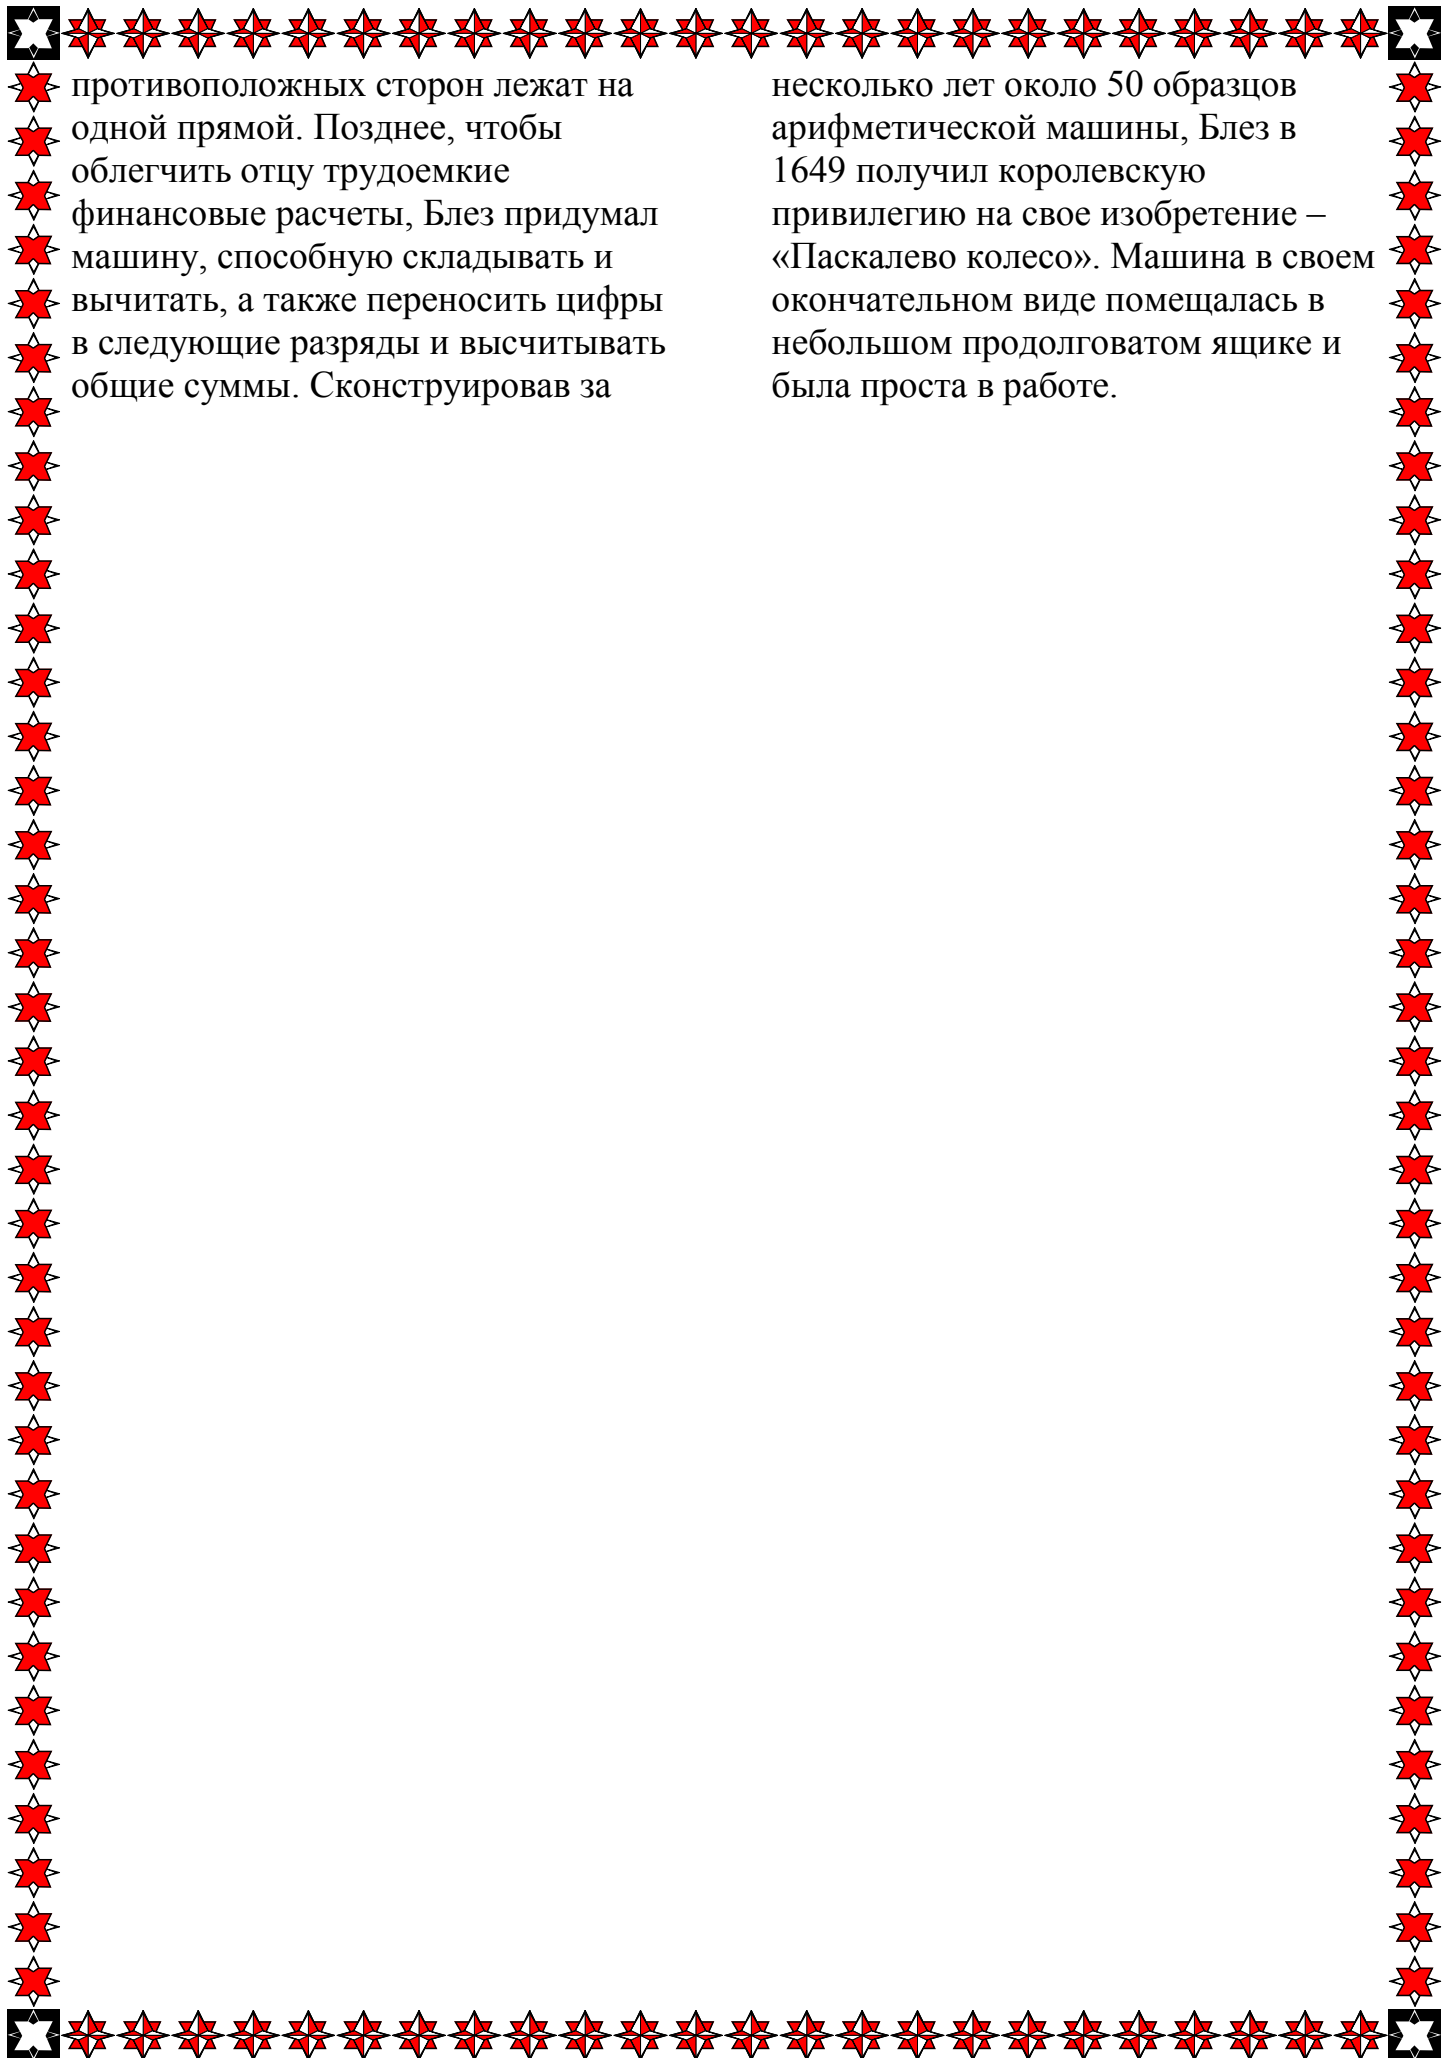 противоположных сторон лежат на
одной прямой. Позднее, чтобы
облегчить отцу трудоемкие
финансовые расчеты, Блез придумал
машину, способную складывать и
вычитать, а также переносить цифры
в следующие разряды и высчитывать
общие суммы. Сконструировав за
несколько лет около 50 образцов
арифметической машины, Блез в
1649 получил королевскую
привилегию на свое изобретение –
«Паскалево колесо». Машина в своем
окончательном виде помещалась в
небольшом продолговатом ящике и
была проста в работе.